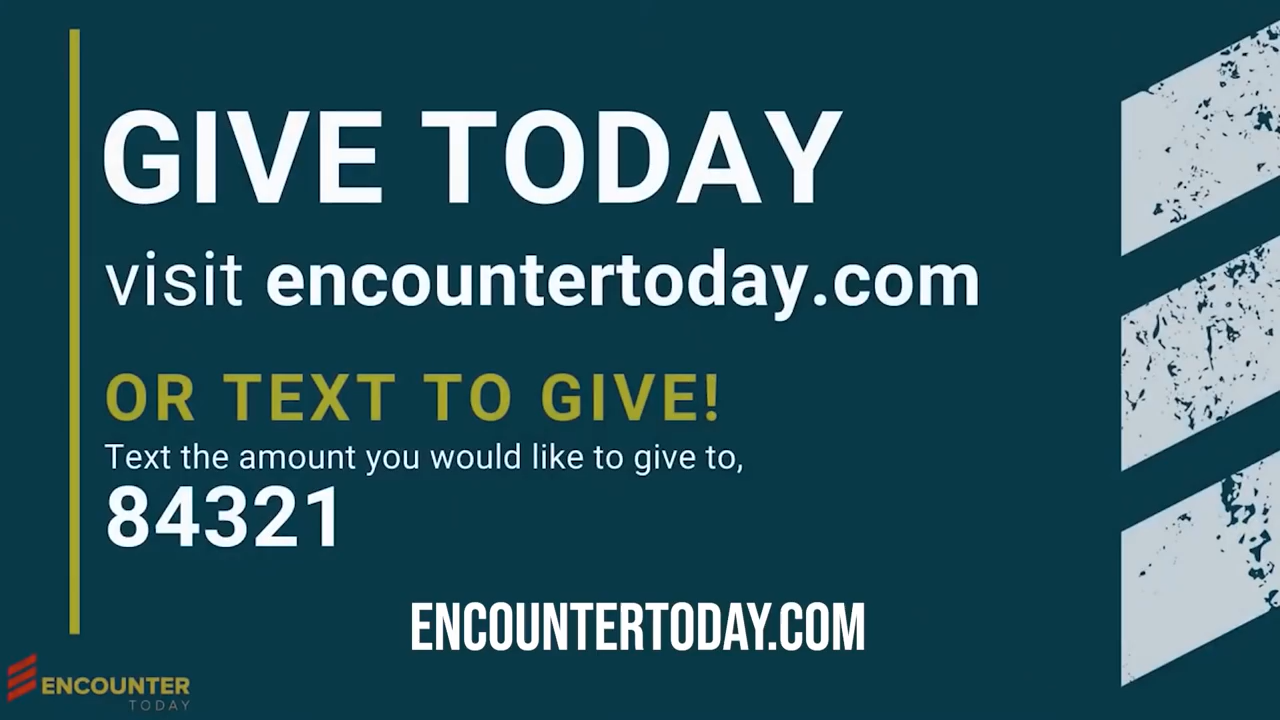 GIVE TODAY
visit encountertoday.com
OR TEXT TO GIVE!
Text the amount you would like to give to,
84321
ENCOUNTERTODAY.COM
ENCOUNTER
TODAY